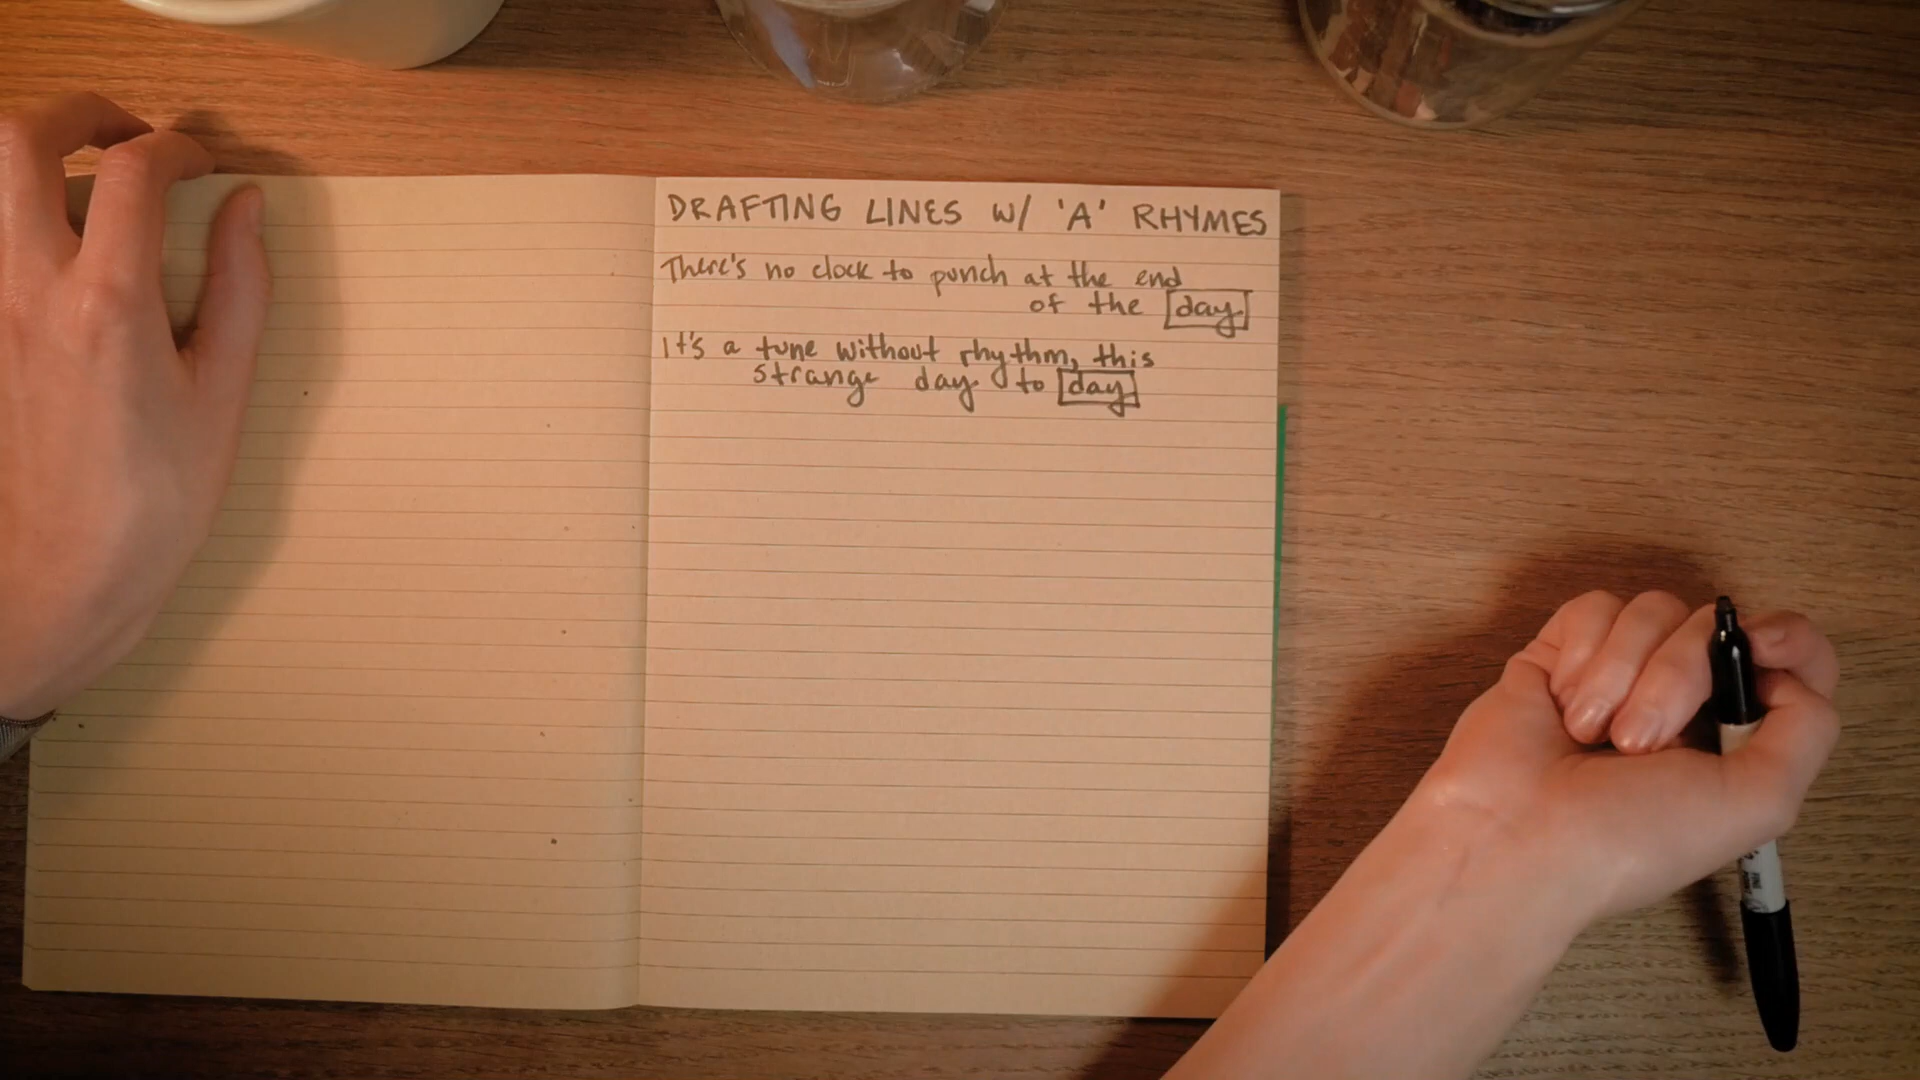 DRAFTING LINES W/ 'A' RHYMES
There's no clock to punch at the end
of the day
It's a tune without rhythm, this
strange day to day